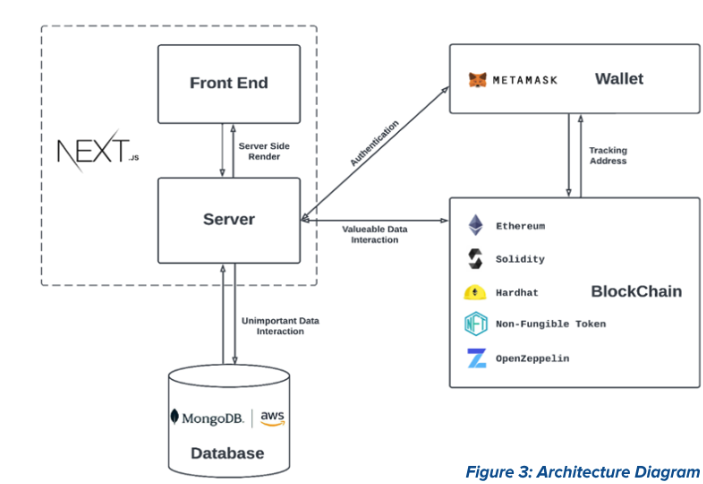 NEXT.JS
Front End
Server Side
Render
Server
Unimportant Data
Interaction
MongoDB. | aws
Database
Authentication
Valueable Data
Interaction
METAMASK Wallet
Tracking
Address
Ethereum
Solidity
Hardhat
BlockChain
NFT Non-Fungible Token
OpenZeppelin
Figure 3: Architecture Diagram